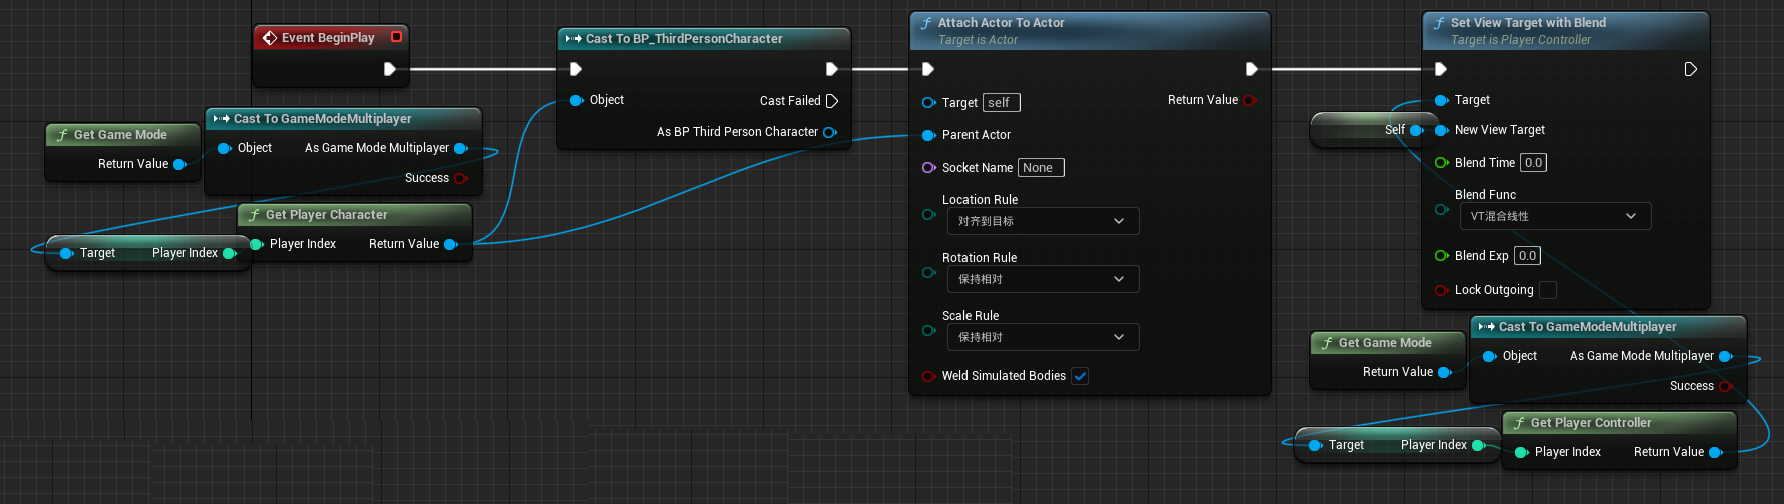 Event BeginPlay
Cast To BP_ThirdPersonCharacter
Object
Cast Failed
As BP Third Person Character
Get Game Mode
Return Value
Cast To GameModeMultiplayer
Object
As Game Mode Multiplayer
Success
Get Player Character
Player Index
Return Value
Target
Player Index
f Attach Actor To Actor
Target is Actor
Target self
Return Value
Parent Actor
Socket Name None
Location Rule
对齐到目标
Rotation Rule
保持相对
Scale Rule
保持相对
Weld Simulated Bodies
Set View Target with Blend
Target is Player Controller
Target
Self
New View Target
Blend Time 0.0
Blend Func
VT混合线性
Blend Exp 0.0
Lock Outgoing
Get Game Mode
Return Value
Cast To GameModeMultiplayer
Object
As Game Mode Multiplayer
Success
Target
Player Index
Get Player Controller
Player Index
Return Value